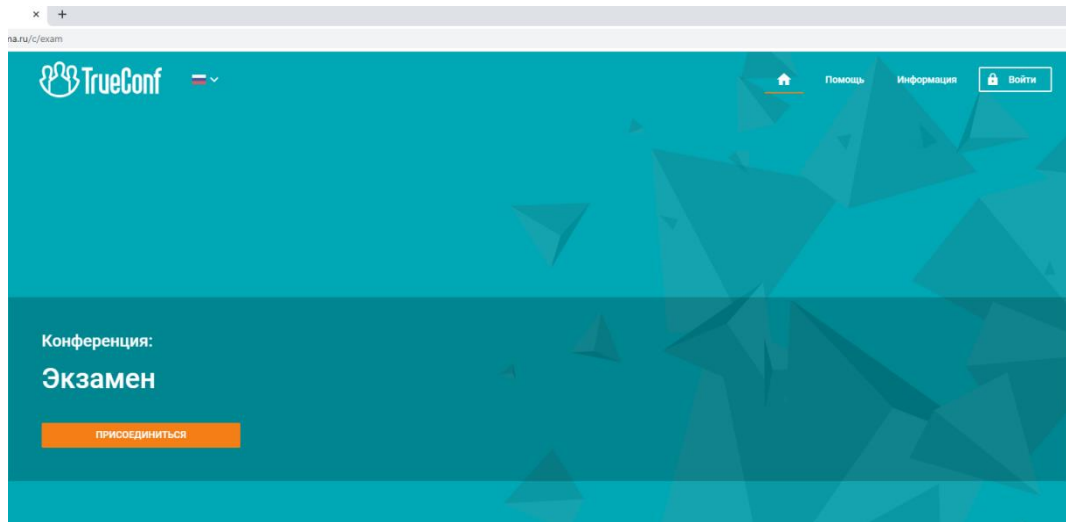 × +
na.ru/c/exam
TrueConf
Помощь Информация Войти
Конференция:
Экзамен
ПРИСОЕДИНИТЬСЯ